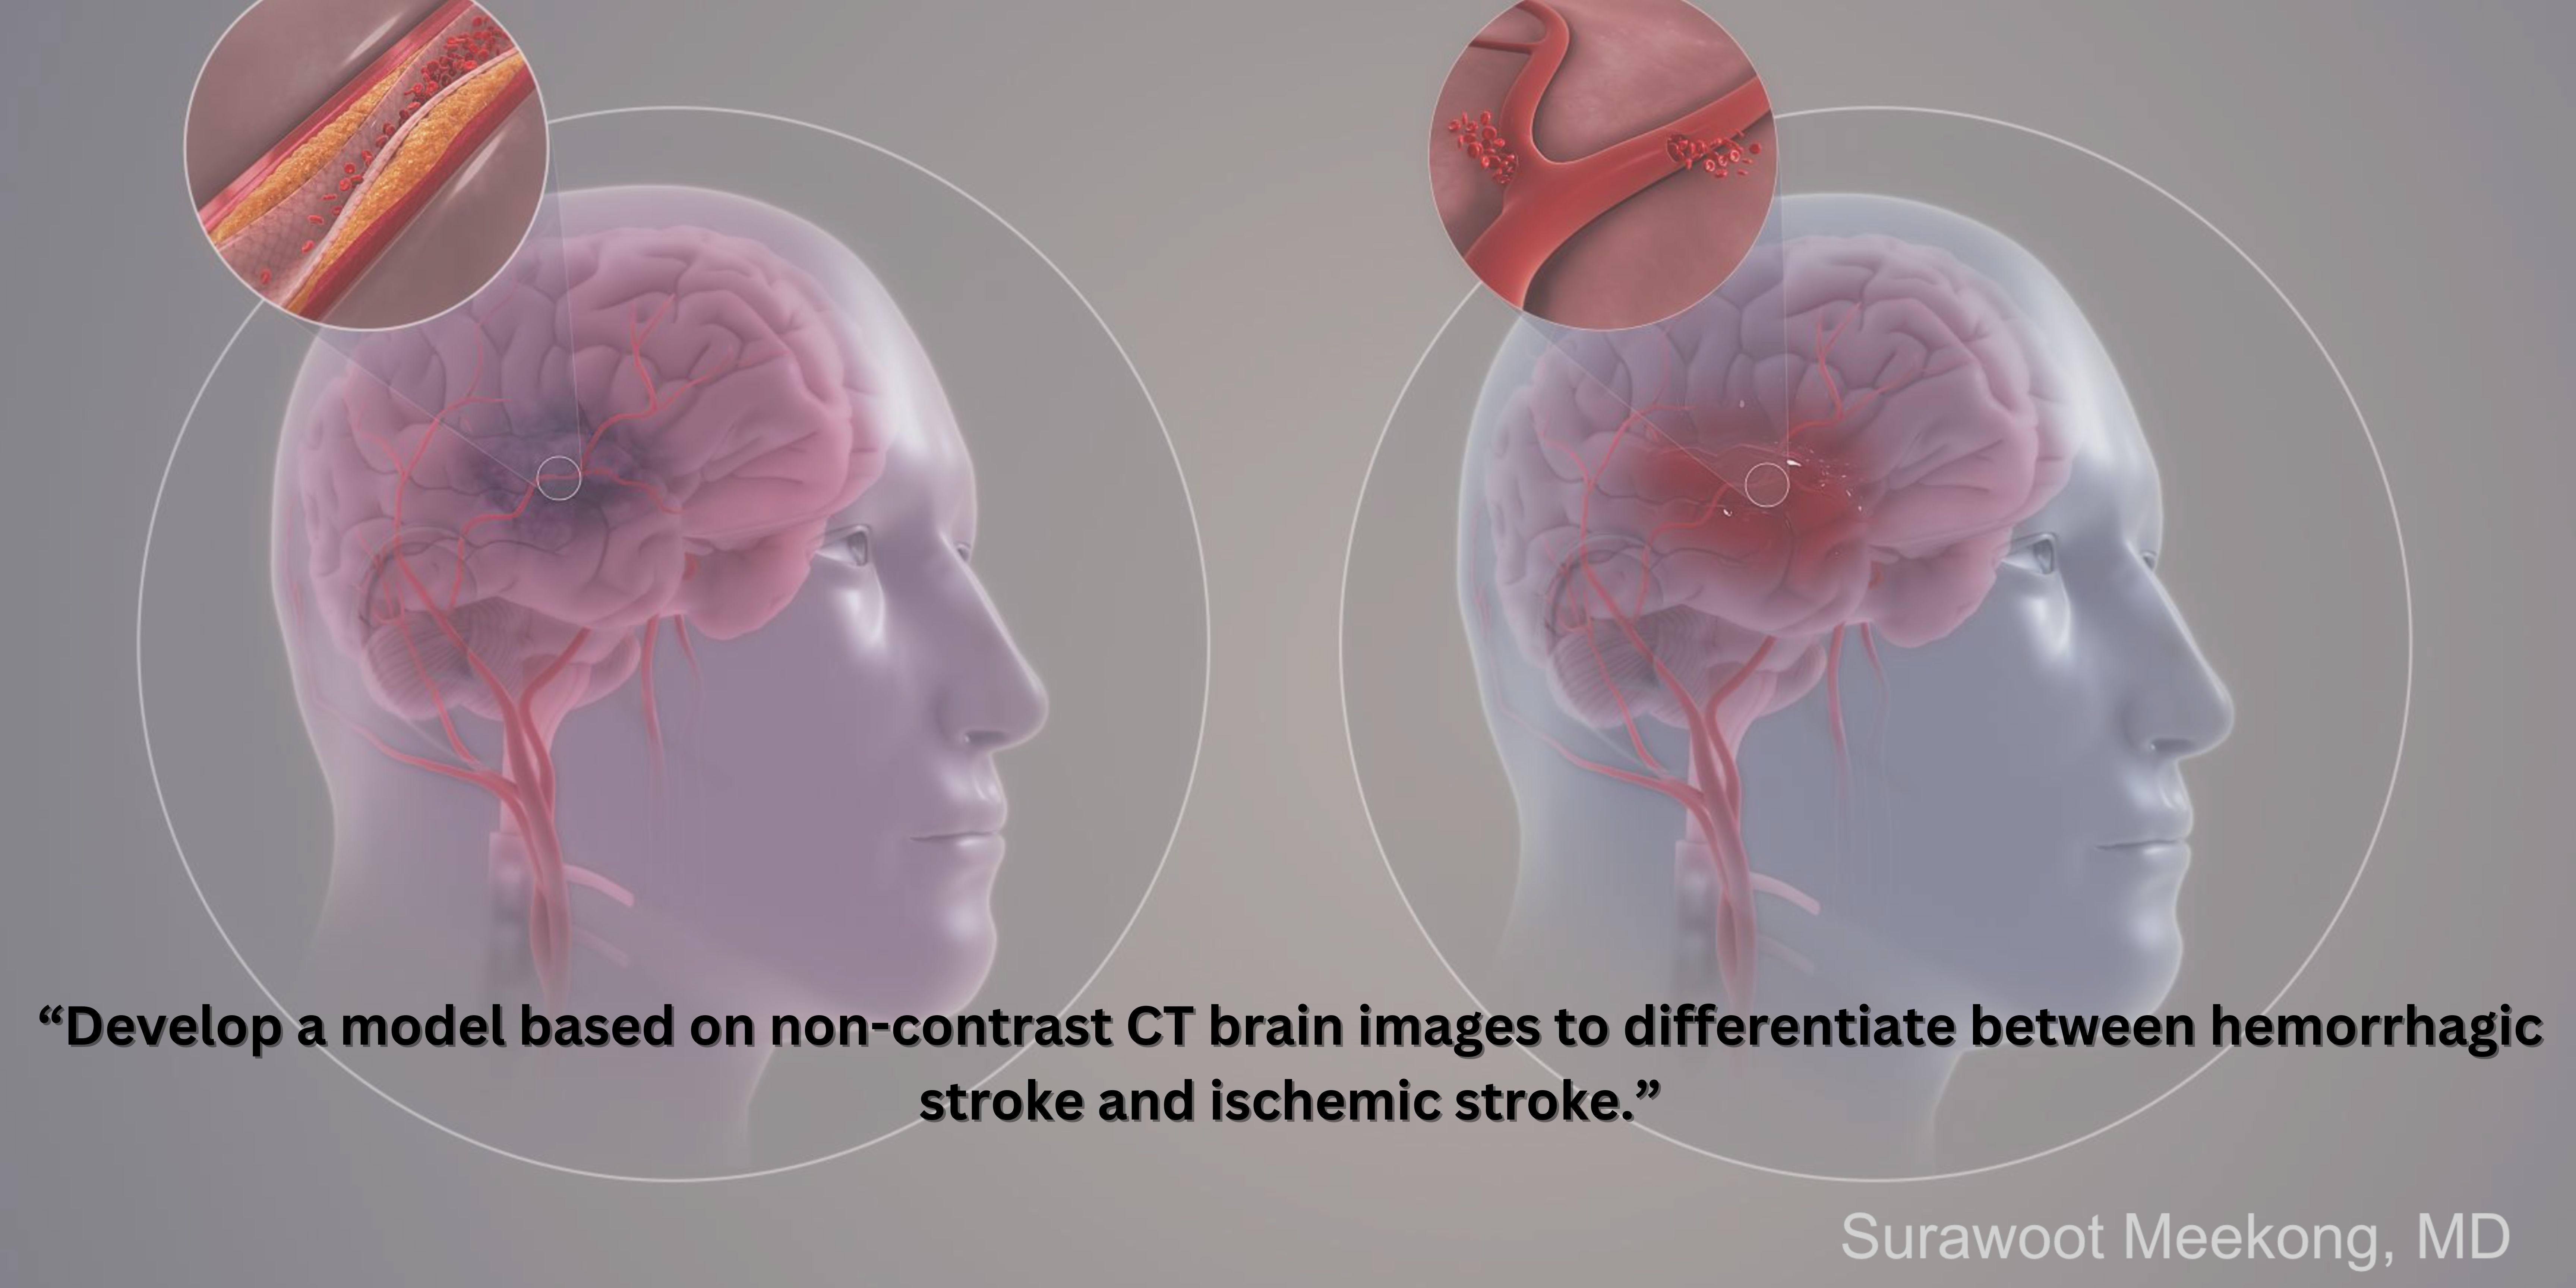 “Develop a model based on non-contrast CT brain images to differentiate between hemorrhagic
stroke and ischemic stroke.”
Surawoot Meekong, MD